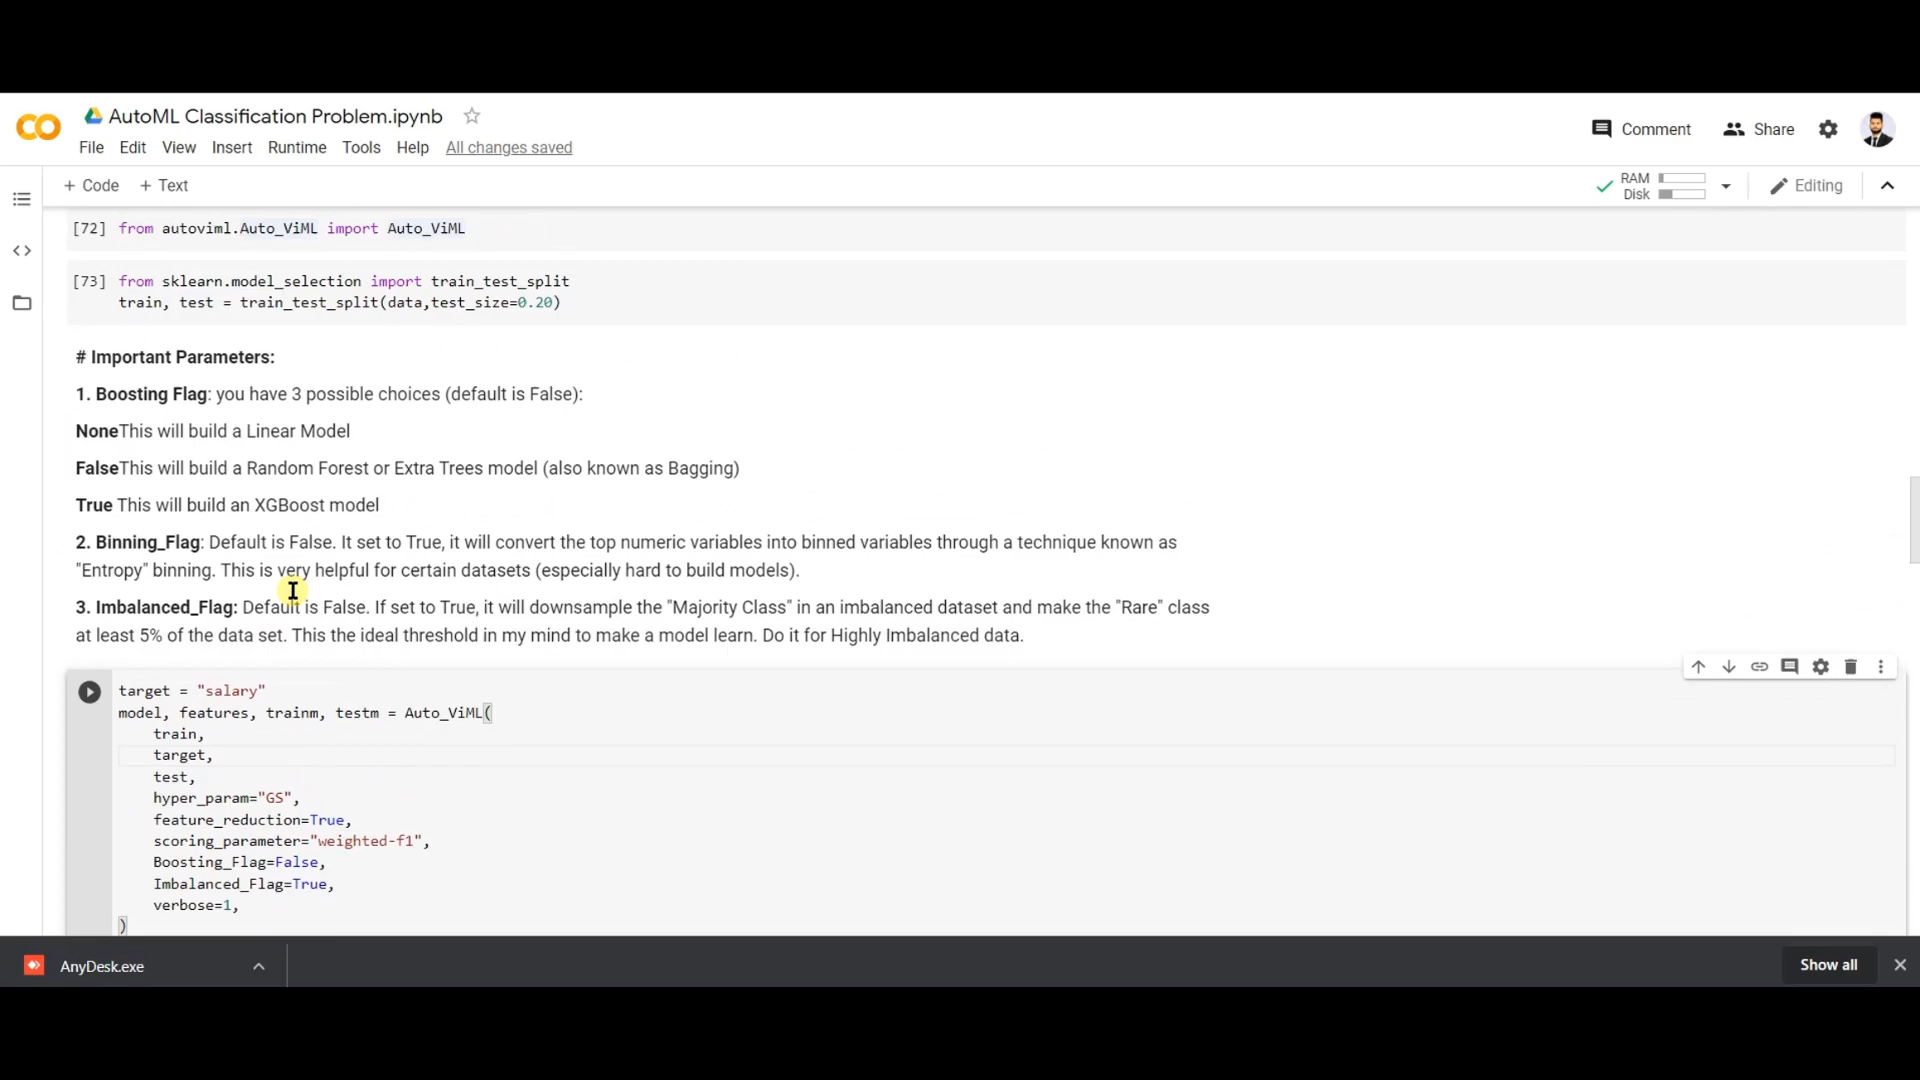 AutoML Classification Problem.ipynb
Comment
Share
File Edit View Insert Runtime Tools Help All changes saved
+ Code + Text
RAM
Disk
Editing
[72] from autoviml.Auto_ViML import Auto_ViML
[73] from sklearn.model_selection import train_test_split
train, test = train_test_split(data,test_size=0.20)
# Important Parameters:
1. Boosting Flag: you have 3 possible choices (default is False):
NoneThis will build a Linear Model
FalseThis will build a Random Forest or Extra Trees model (also known as Bagging)
True This will build an XGBoost model
2. Binning_Flag: Default is False. It set to True, it will convert the top numeric variables into binned variables through a technique known as
"Entropy" binning. This is very helpful for certain datasets (especially hard to build models).
3. Imbalanced_Flag: Default is False. If set to True, it will downsample the "Majority Class" in an imbalanced dataset and make the "Rare" class
at least 5% of the data set. This the ideal threshold in my mind to make a model learn. Do it for Highly Imbalanced data.
target = "salary"
model, features, trainm, testm = Auto_ViML(
train,
target,
test,
hyper_param="GS",
feature_reduction=True,
scoring_parameter="weighted-f1",
Boosting_Flag=False,
Imbalanced_Flag=True,
verbose=1,
)
AnyDesk.exe
Show all